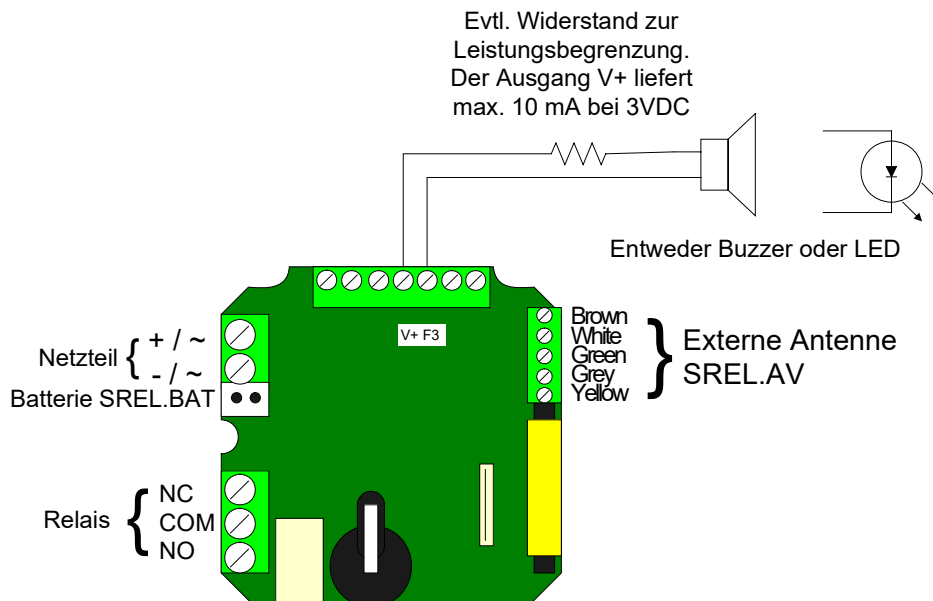 Evtl. Widerstand zur
Leistungsbegrenzung.
Der Ausgang V+ liefert
max. 10 mA bei 3VDC
Entweder Buzzer oder LED
V+ F3
Netzteil
+ / ~
- / ~
Batterie SREL.BAT
Brown
White
Green
Grey
Yellow
Externe Antenne
SREL.AV
Relais
NC
COM
NO